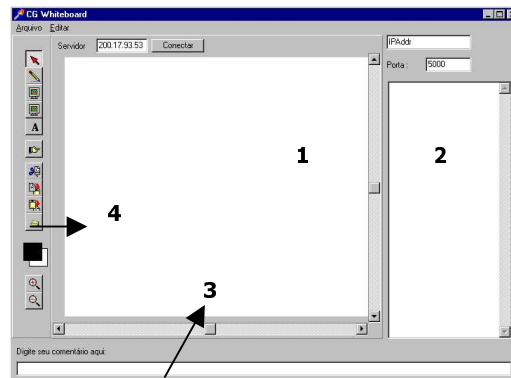 CG Whiteboard
Arquivo Editar
Servidor 200.17.93.53 Conectar
IPAddr
Porta: 5000
A
1
2
4
3
Digite seu comentário aqui: